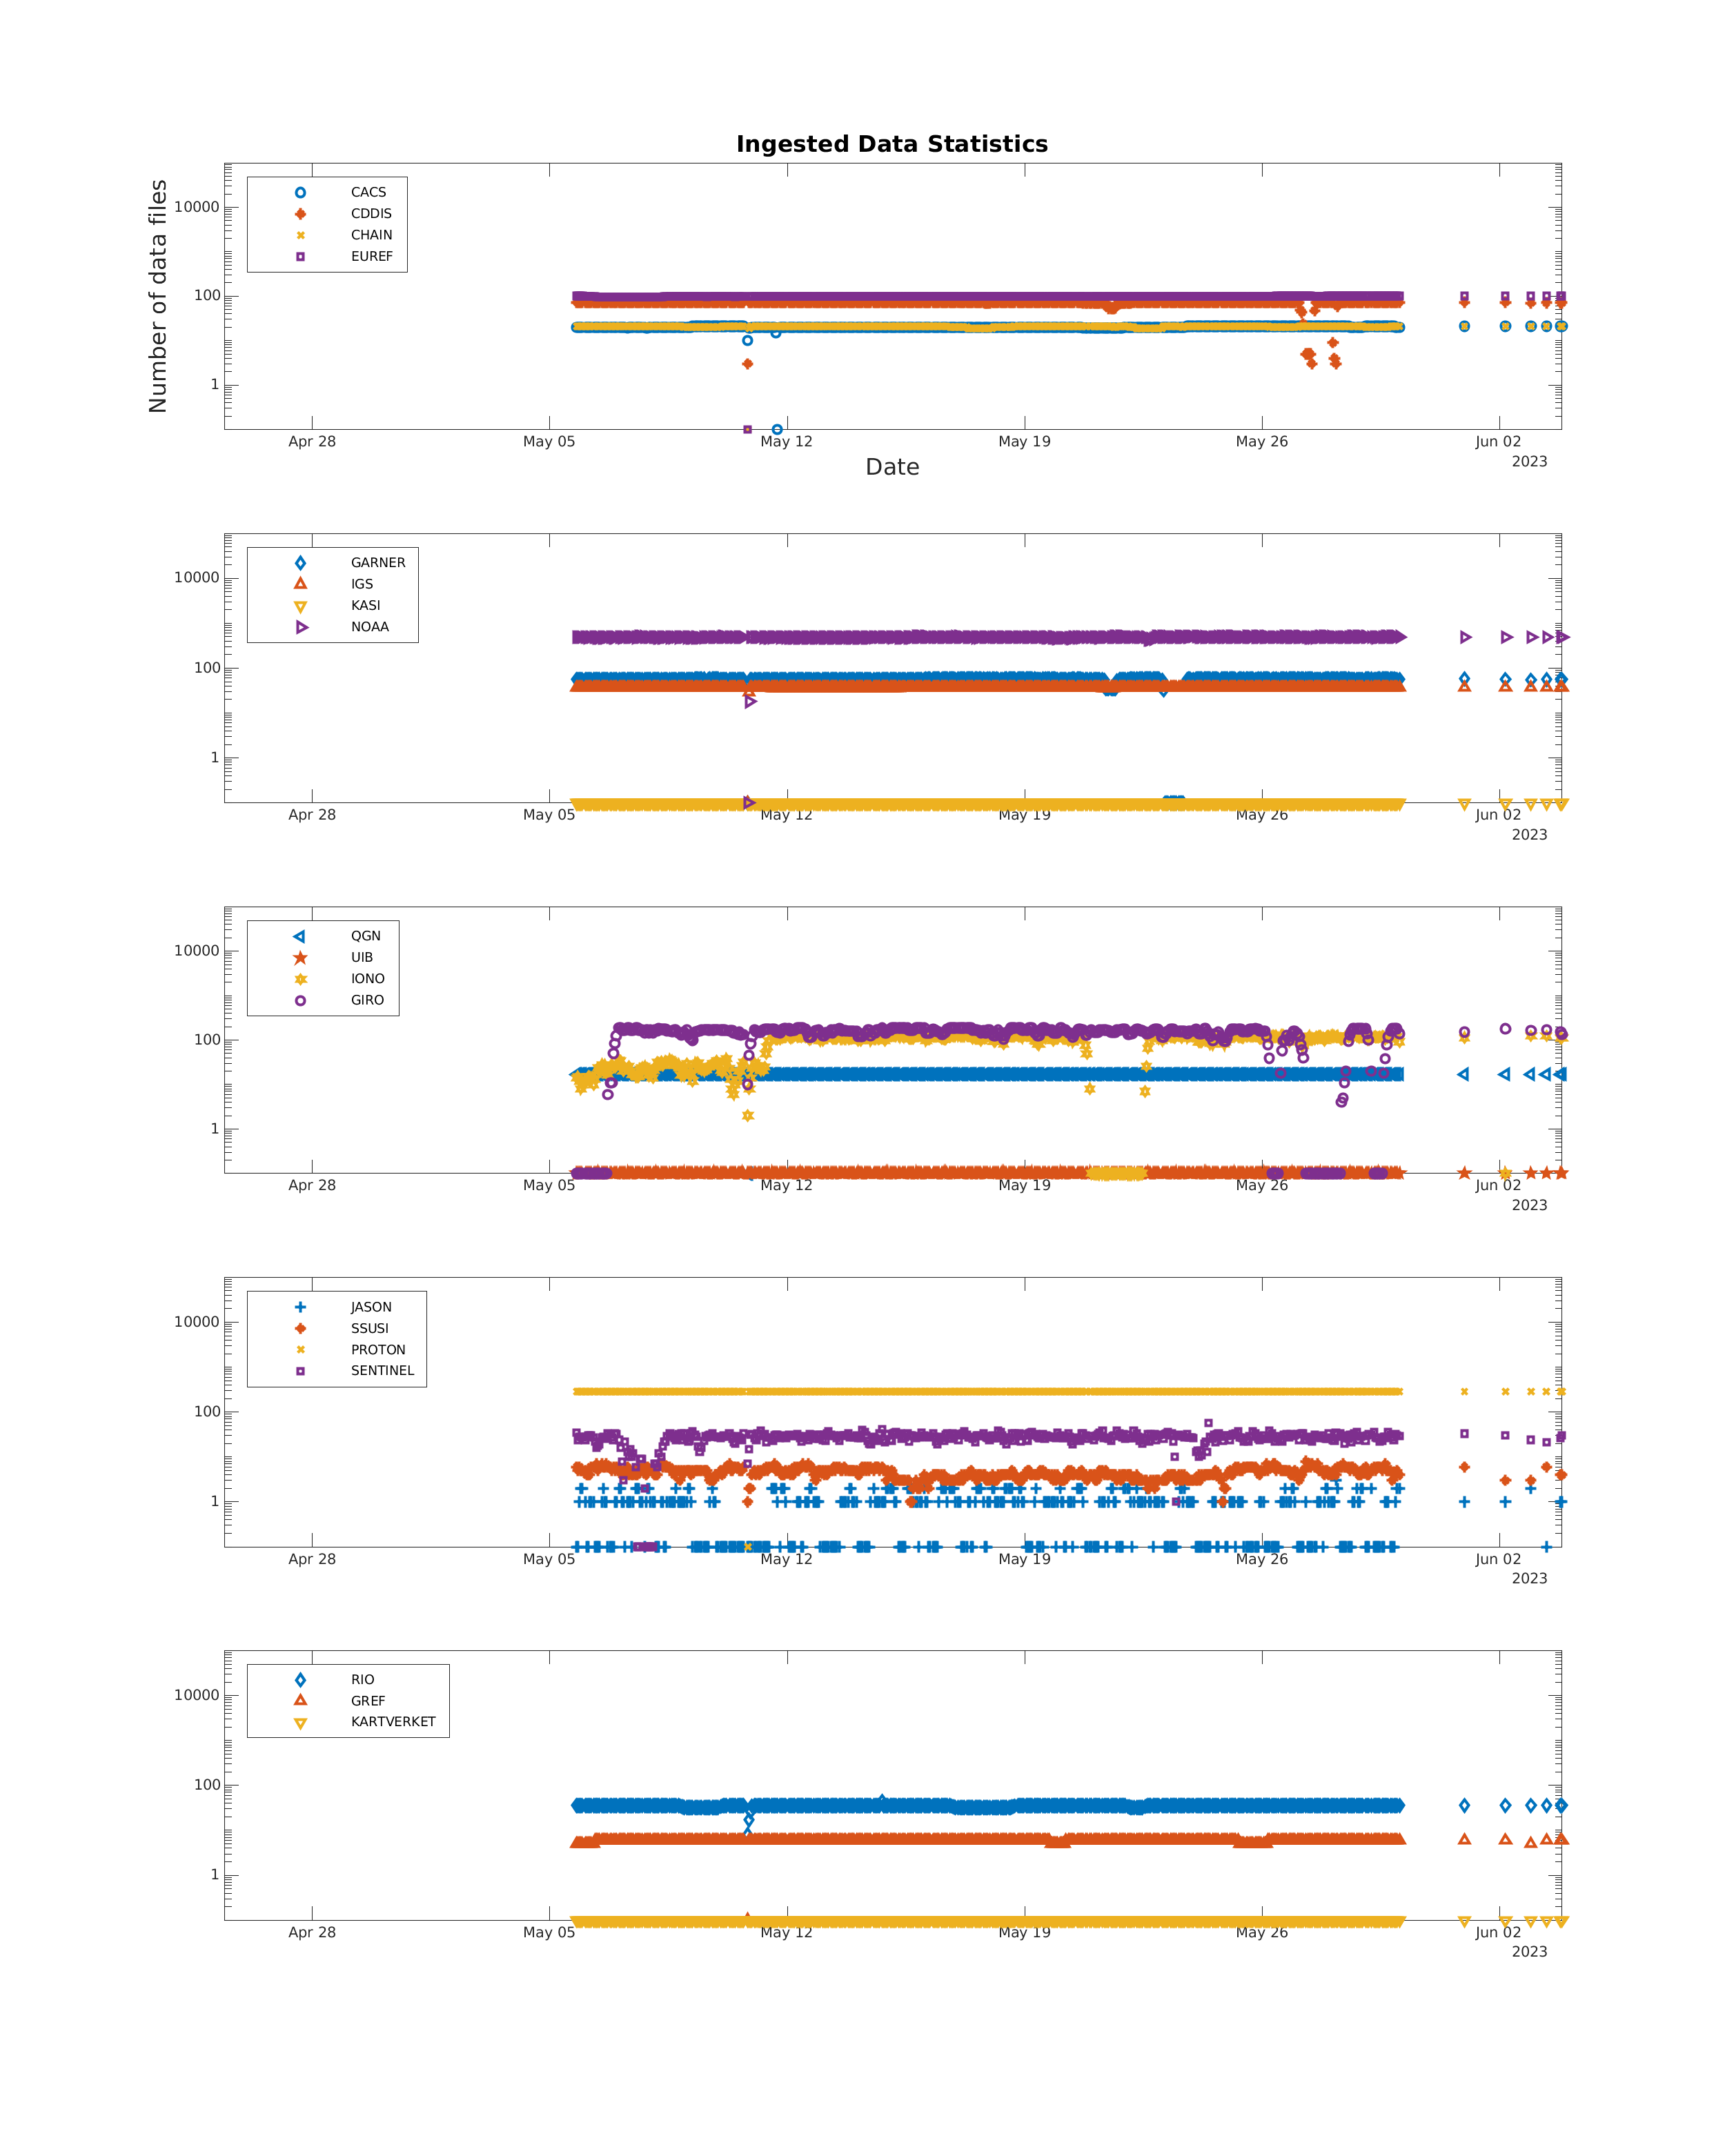 Ingested Data Statistics
Number of data files
10000
100
1
CACS
CDDIS
CHAIN
EUREF
Apr 28 May 05 May 12 May 19 May 26 Jun 02
2023
Date
10000
100
1
GARNER
IGS
KASI
NOAA
Apr 28 May 05 May 12 May 19 May 26 Jun 02
2023
10000
100
1
QGN
UIB
IONO
GIRO
Apr 28 May 05 May 12 May 19 May 26 Jun 02
2023
10000
100
1
JASON
SSUSI
PROTON
SENTINEL
Apr 28 May 05 May 12 May 19 May 26 Jun 02
2023
10000
100
1
RIO
GREF
KARTVERKET
Apr 28 May 05 May 12 May 19 May 26 Jun 02
2023